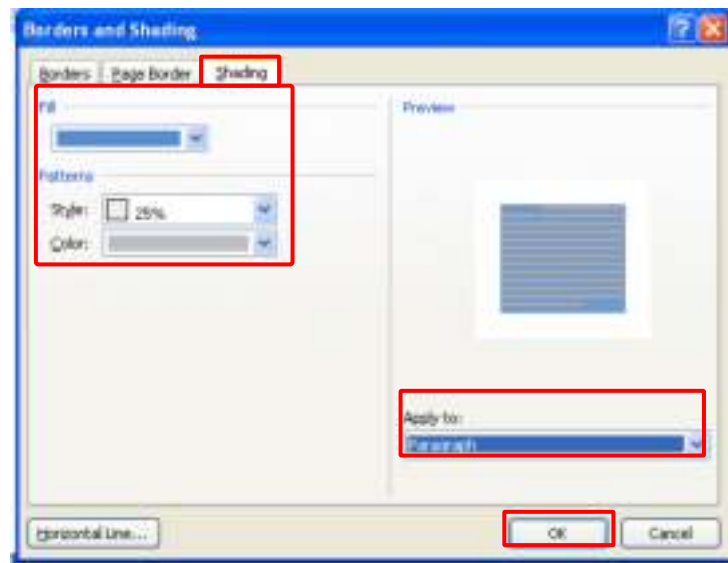 Borders and Shading
Borders
Page Border
Shading
Fill
Preview
Patterns
Style:
25%
Color:
Apply to:
Paragraph
Horizontal Line...
OK
Cancel